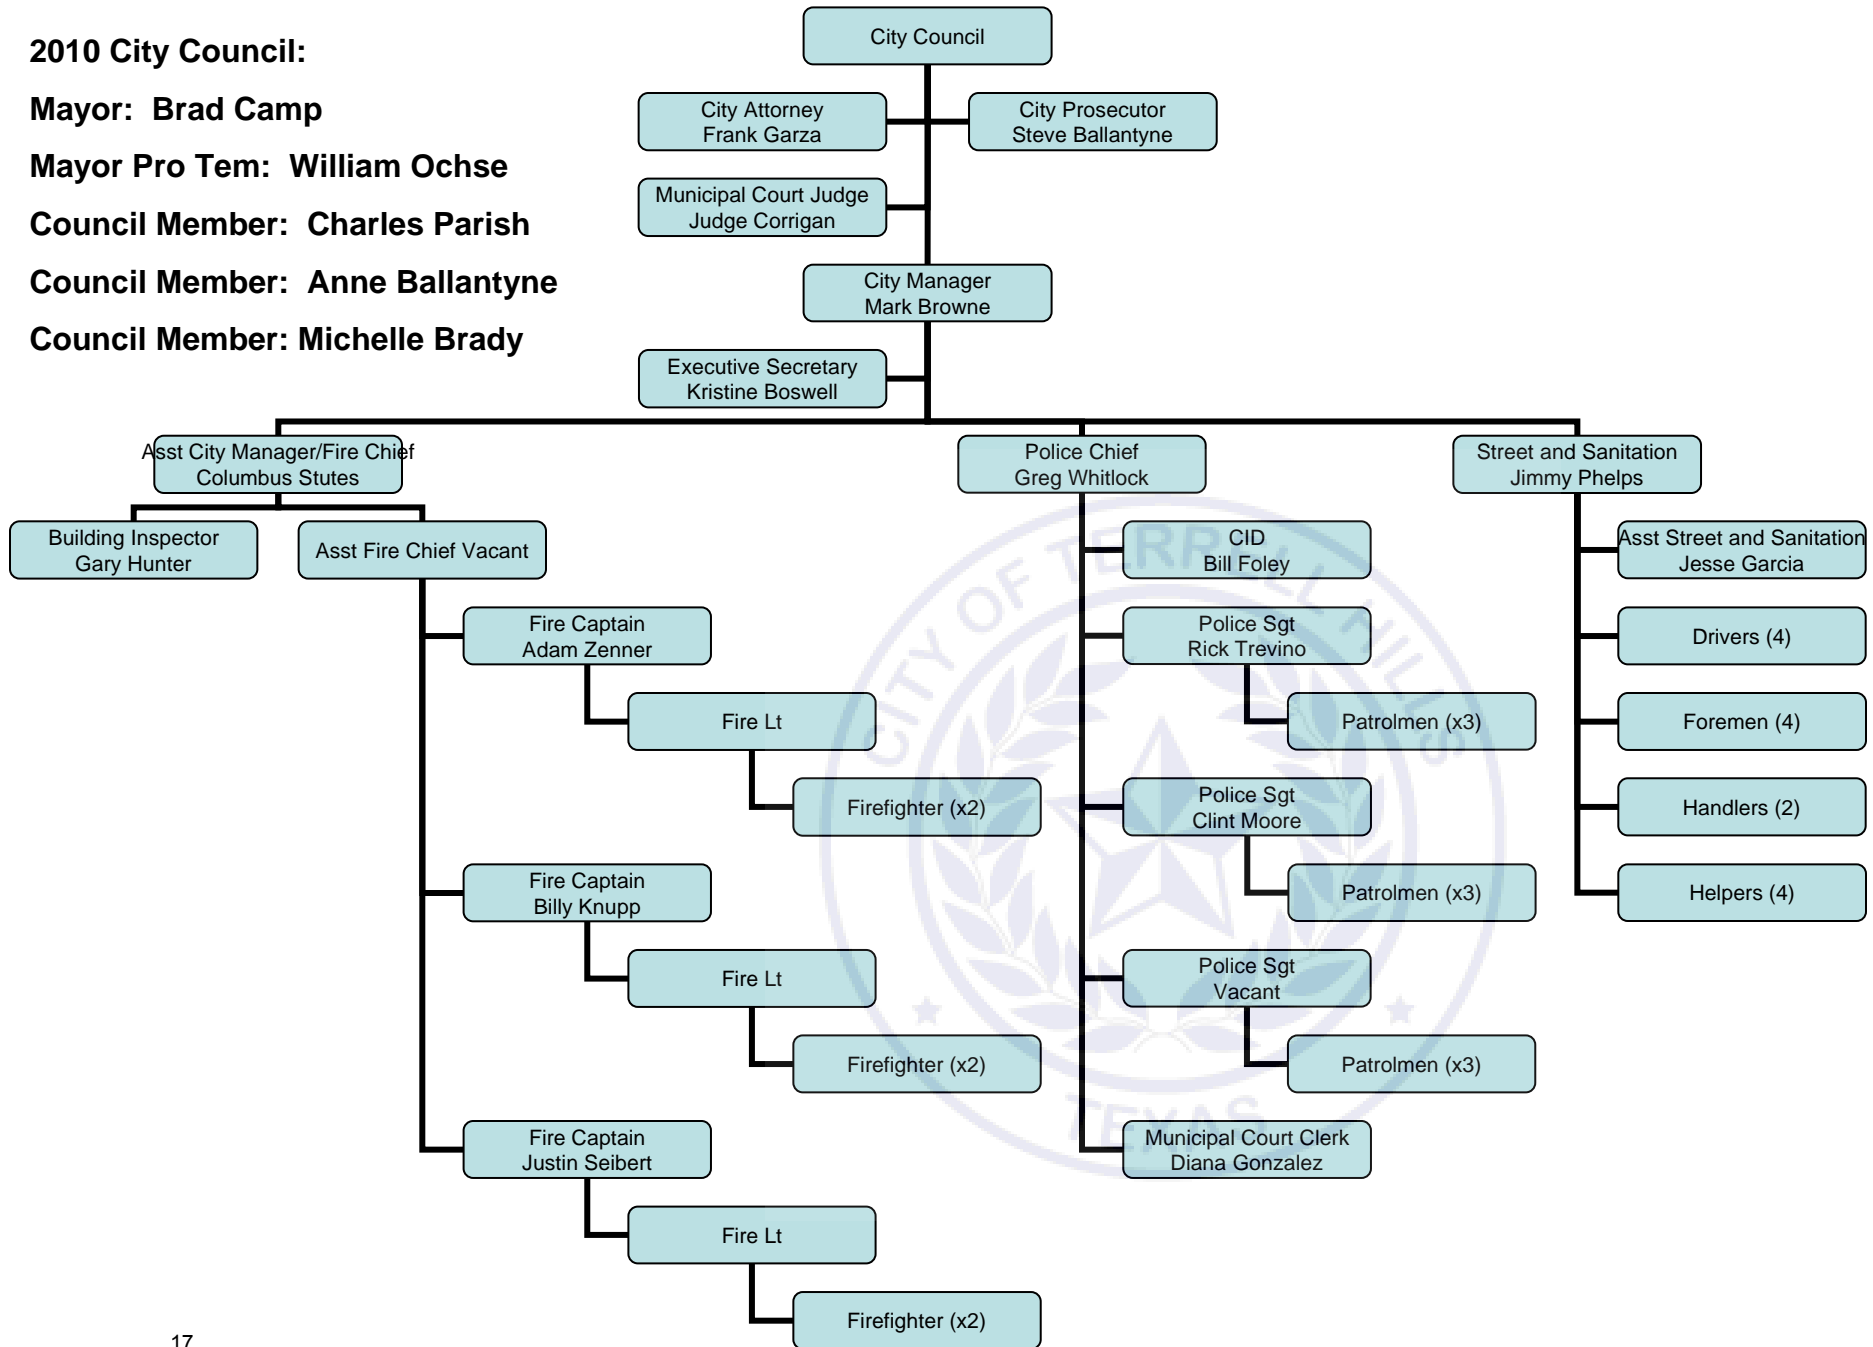 2010 City Council:
Mayor:  Brad Camp
Mayor Pro Tem:  William Ochse
Council Member:  Charles Parish
Council Member:  Anne Ballantyne
Council Member: Michelle Brady
City Council
City Attorney
Frank Garza
City Prosecutor
Steve Ballantyne
Municipal Court Judge
Judge Corrigan
City Manager
Mark Browne
Executive Secretary
Kristine Boswell
Asst City Manager/Fire Chief
Columbus Stutes
Building Inspector
Gary Hunter
Asst Fire Chief Vacant
Fire Captain
Adam Zenner
Fire Lt
Firefighter (x2)
Fire Captain
Billy Knupp
Fire Lt
Firefighter (x2)
Fire Captain
Justin Seibert
Fire Lt
Firefighter (x2)
Police Chief
Greg Whitlock
CID
Bill Foley
Police Sgt
Rick Trevino
Patrolmen (x3)
Police Sgt
Clint Moore
Patrolmen (x3)
Police Sgt
Vacant
Patrolmen (x3)
Municipal Court Clerk
Diana Gonzalez
Street and Sanitation
Jimmy Phelps
Asst Street and Sanitation
Jesse Garcia
Drivers (4)
Foremen (4)
Handlers (2)
Helpers (4)
CITY OF TERRELL HILLS
TEXAS
17